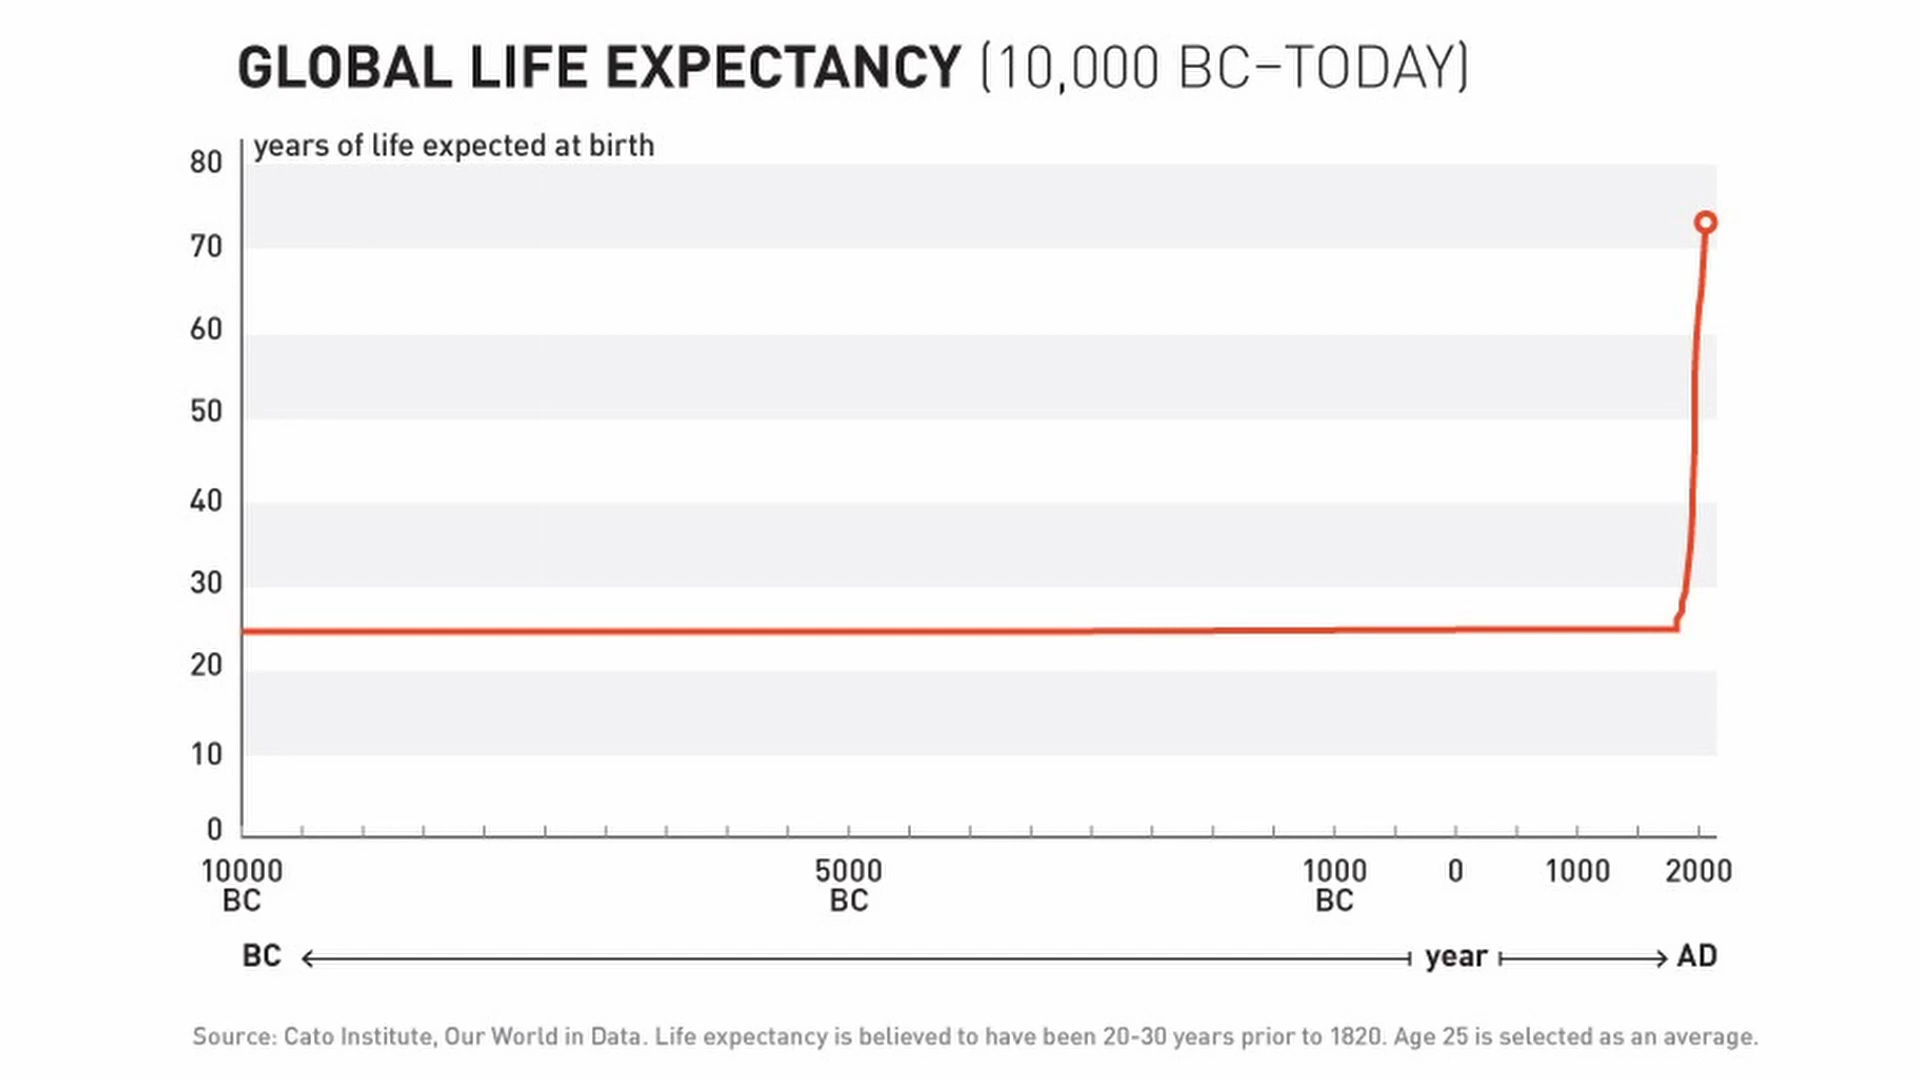 GLOBAL LIFE EXPECTANCY (10,000 BC–TODAY)
years of life expected at birth
80
70
60
50
40
30
20
10
0
10000 BC
5000 BC
1000 BC
0
1000
2000
BC
year
AD
Source: Cato Institute, Our World in Data. Life expectancy is believed to have been 20-30 years prior to 1820. Age 25 is selected as an average.